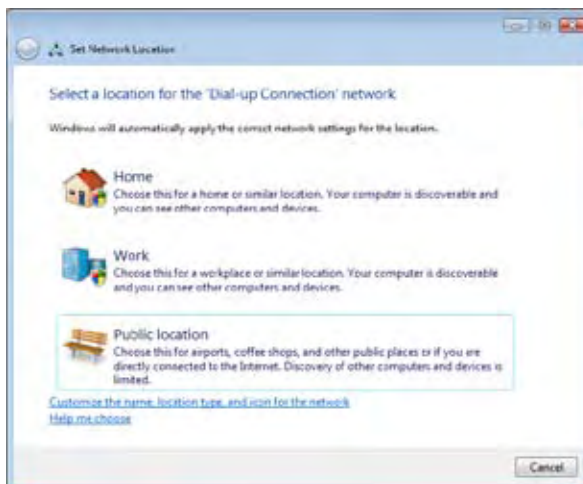 Set Network Location
Select a location for the 'Dial-up Connection' network
Windows will automatically apply the correct network settings for the location.
Home
Choose this for a home or similar location. Your computer is discoverable and
you can see other computers and devices.
Work
Choose this for a workplace or similar location. Your computer is discoverable
and you can see other computers and devices.
Public location
Choose this for airports, coffee shops, and other public places or if you are
directly connected to the Internet. Discovery of other computers and devices is
limited.
Customize the name, location type, and icon for the network
Help me choose
Cancel